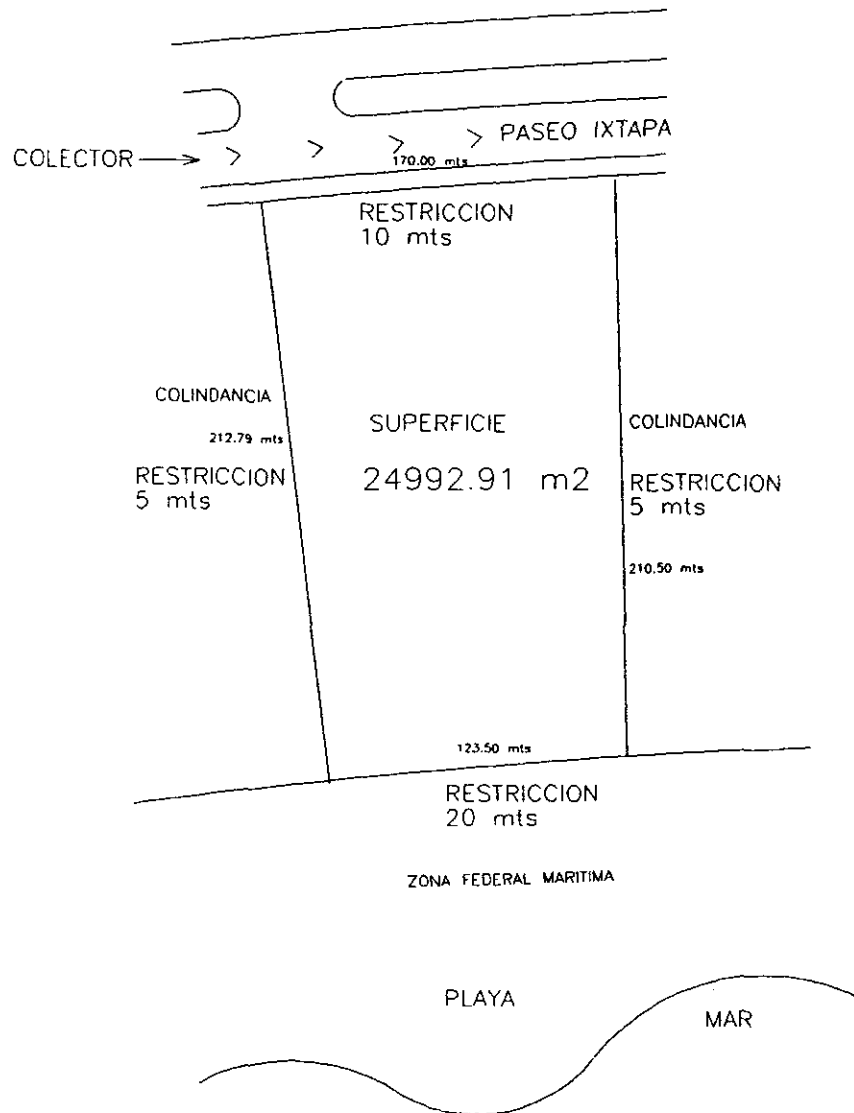 PASEO IXTAPA
COLECTOR
170.00 mts
RESTRICCION
10 mts
COLINDANCIA
212.79 mts
RESTRICCION
5 mts
SUPERFICIE
24992.91 m2
COLINDANCIA
RESTRICCION
5 mts
210.50 mts
123.50 mts
RESTRICCION
20 mts
ZONA FEDERAL MARITIMA
PLAYA
MAR